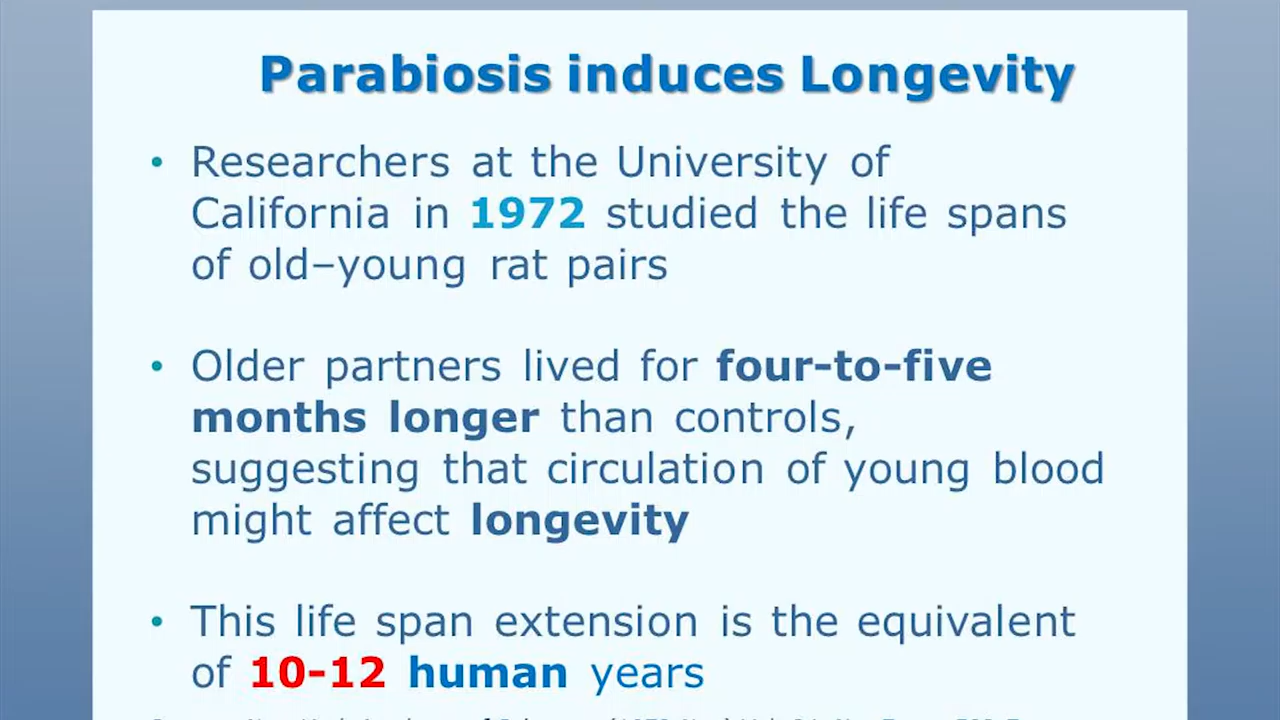 Parabiosis induces Longevity
• Researchers at the University of
California in 1972 studied the life spans
of old–young rat pairs
• Older partners lived for four-to-five
months longer than controls,
suggesting that circulation of young blood
might affect longevity
• This life span extension is the equivalent
of 10-12 human years